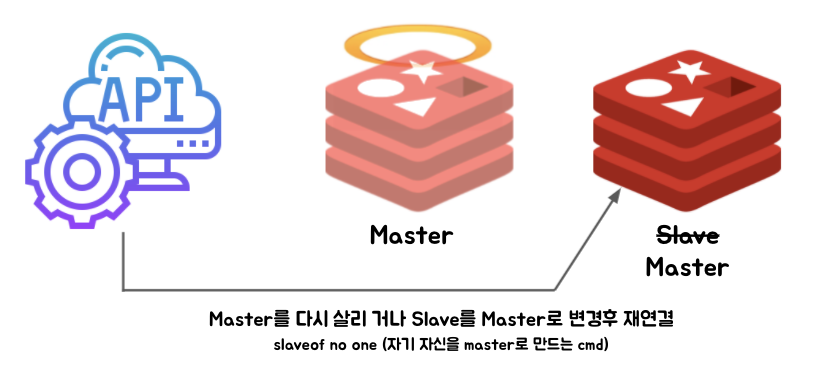 API
Master
Slave
Master
Master를 다시 살리 거나 Slave를 Master로 변경후 재연결
slaveof no one (자기 자신을 master로 만드는 cmd)